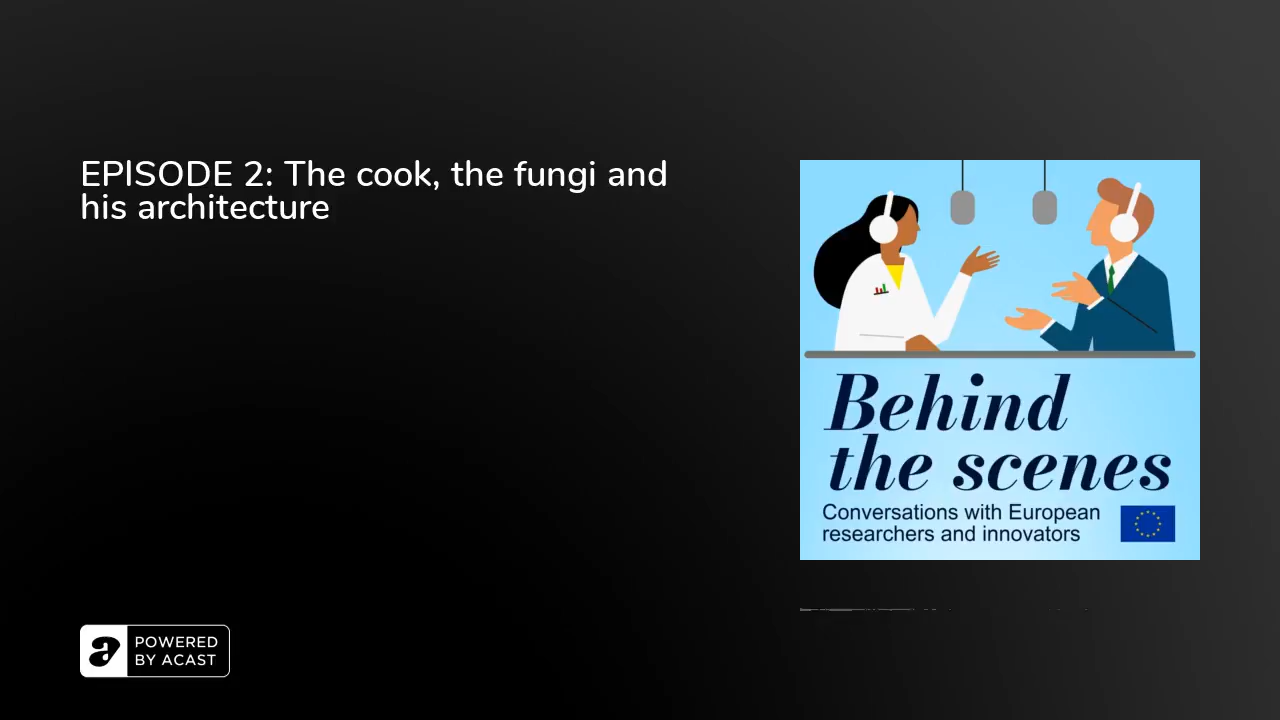 EPISODE 2: The cook, the fungi and
his architecture
Behind
the scenes
Conversations with European
researchers and innovators
a
POWERED
BY ACAST